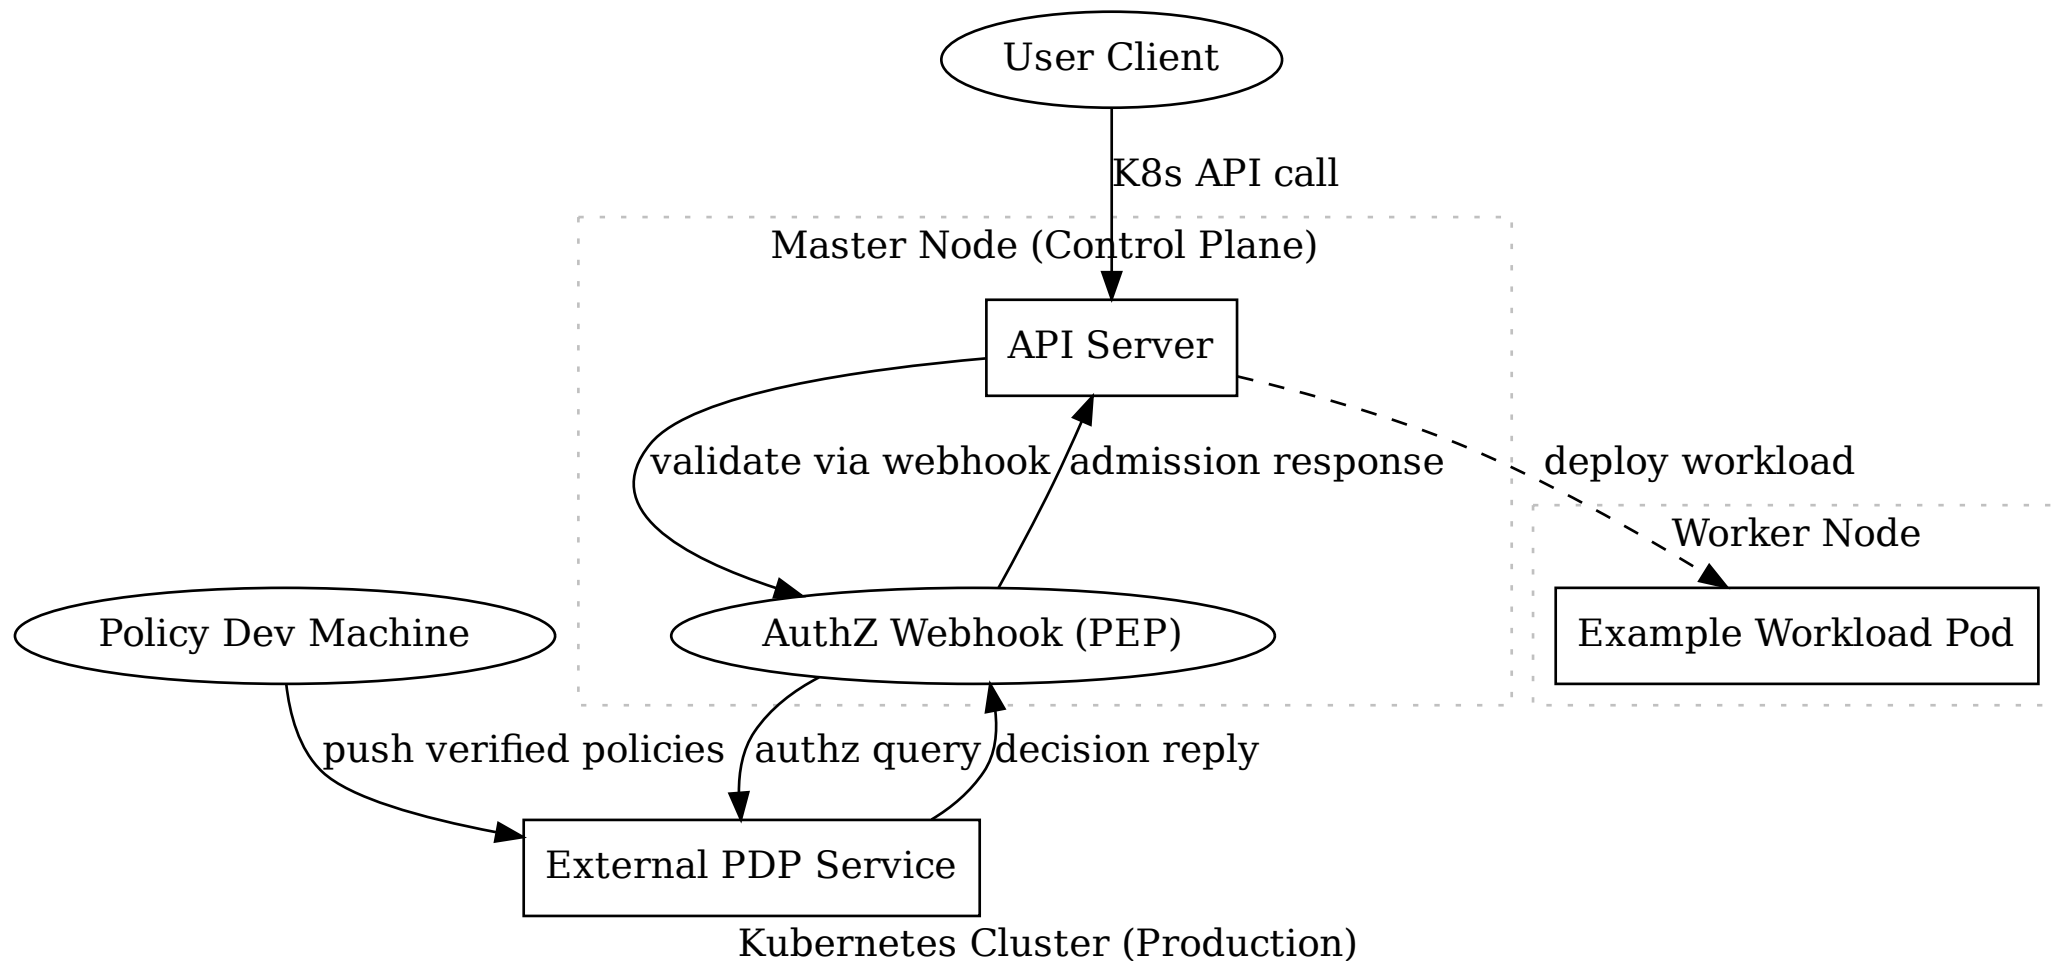 User Client
K8s API call
Master Node (Control Plane)
API Server
validate via webhook
admission response
deploy workload
Worker Node
Policy Dev Machine
AuthZ Webhook (PEP)
Example Workload Pod
push verified policies
authz query
decision reply
External PDP Service
Kubernetes Cluster (Production)